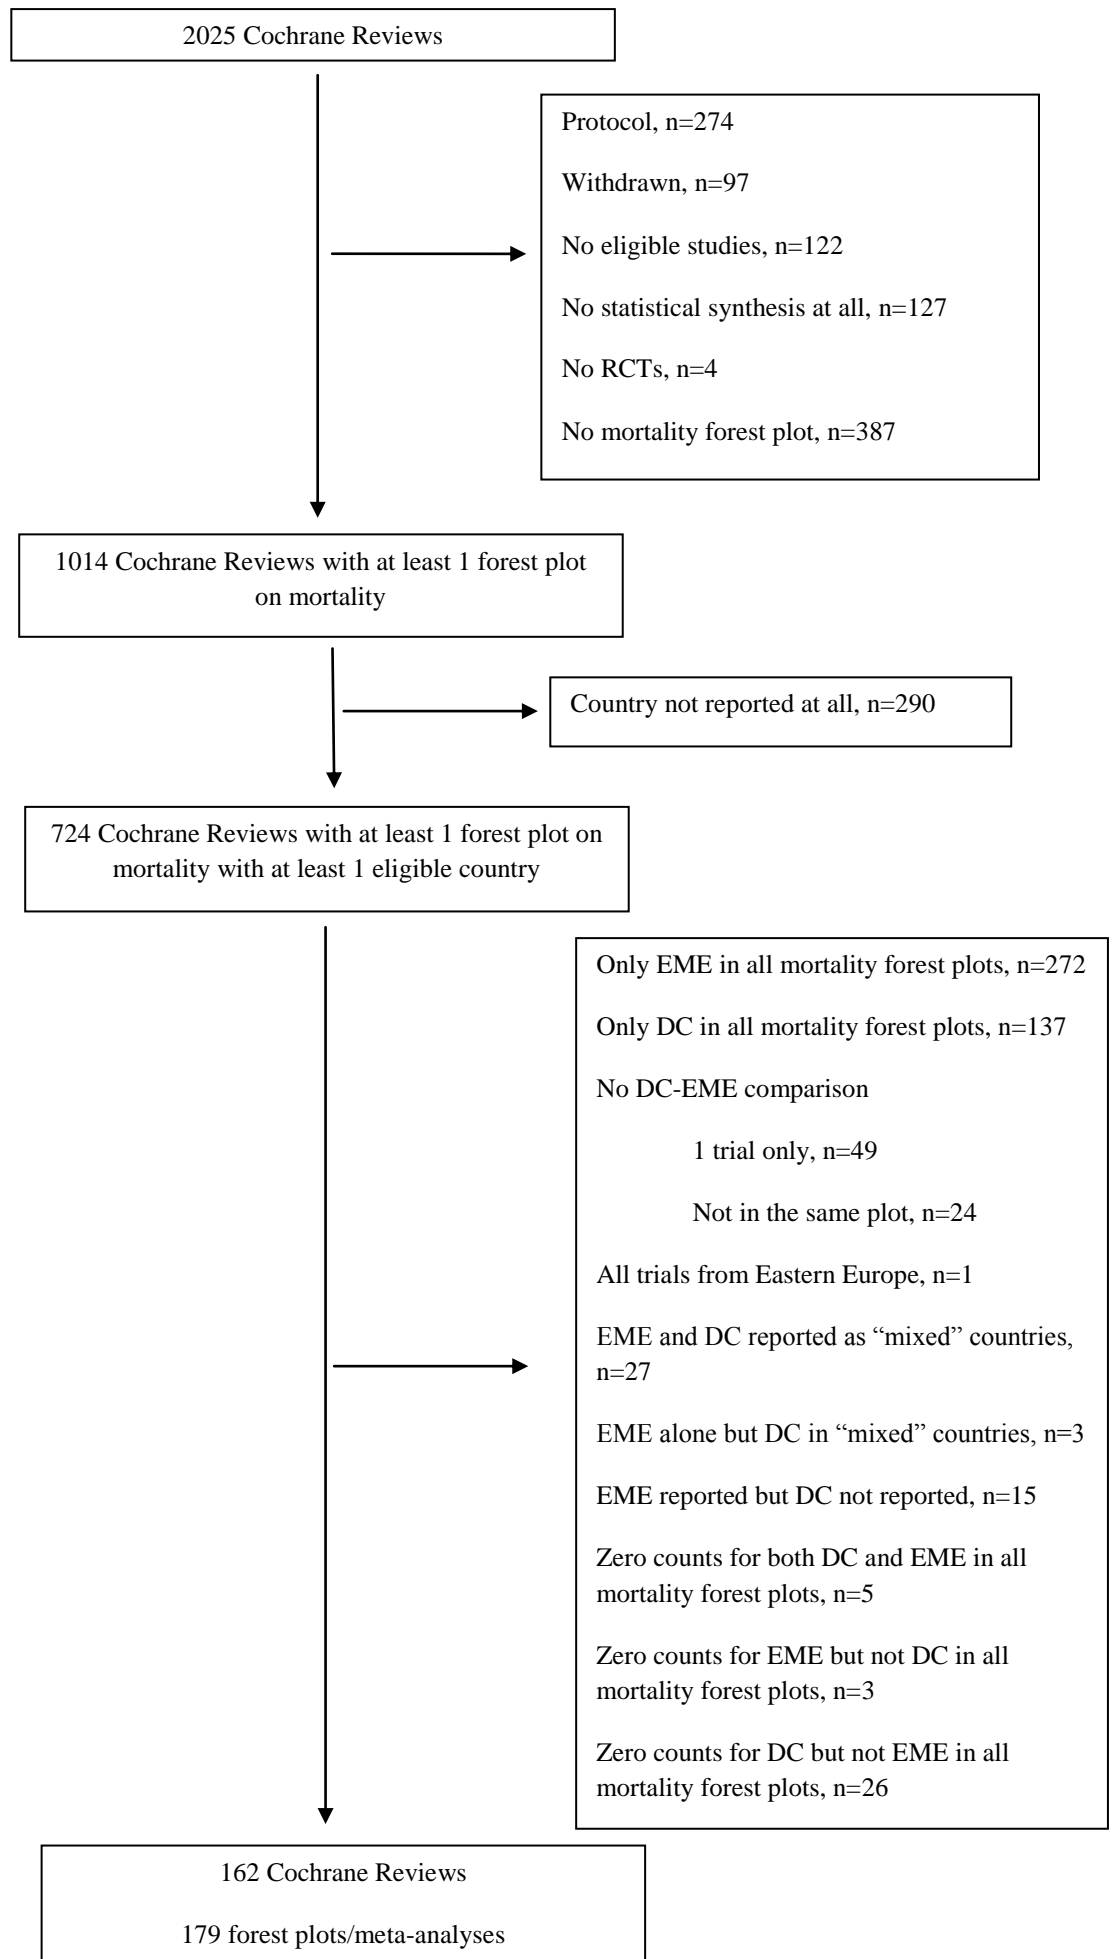 2025 Cochrane Reviews
Protocol, n=274
Withdrawn, n=97
No eligible studies, n=122
No statistical synthesis at all, n=127
No RCTs, n=4
No mortality forest plot, n=387
1014 Cochrane Reviews with at least 1 forest plot
on mortality
Country not reported at all, n=290
724 Cochrane Reviews with at least 1 forest plot on
mortality with at least 1 eligible country
Only EME in all mortality forest plots, n=272
Only DC in all mortality forest plots, n=137
No DC-EME comparison
1 trial only, n=49
Not in the same plot, n=24
All trials from Eastern Europe, n=1
EME and DC reported as “mixed” countries,
n=27
EME alone but DC in “mixed” countries, n=3
EME reported but DC not reported, n=15
Zero counts for both DC and EME in all
mortality forest plots, n=5
Zero counts for EME but not DC in all
mortality forest plots, n=3
Zero counts for DC but not EME in all
mortality forest plots, n=26
162 Cochrane Reviews
179 forest plots/meta-analyses